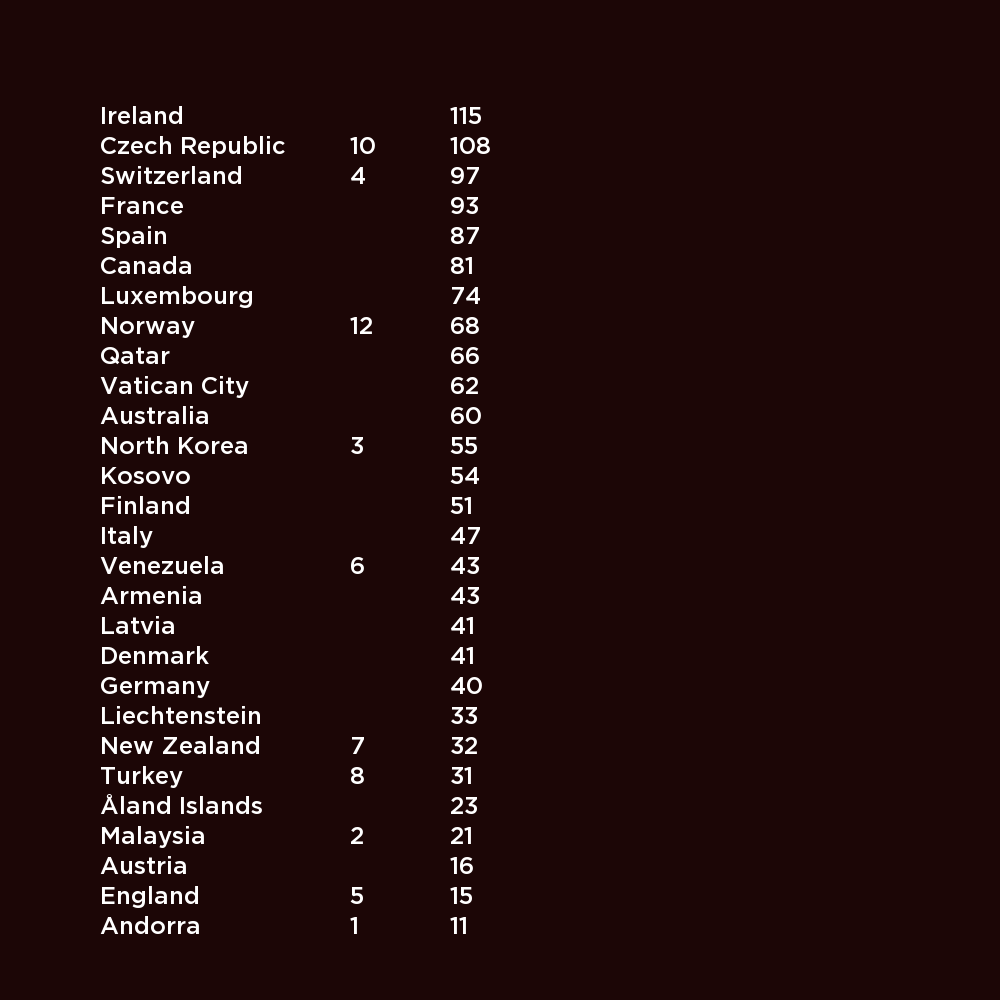 Ireland 115
Czech Republic 10 108
Switzerland 4 97
France 93
Spain 87
Canada 81
Luxembourg 74
Norway 12 68
Qatar 66
Vatican City 62
Australia 60
North Korea 3 55
Kosovo 54
Finland 51
Italy 47
Venezuela 6 43
Armenia 43
Latvia 41
Denmark 41
Germany 40
Liechtenstein 33
New Zealand 7 32
Turkey 8 31
Åland Islands 23
Malaysia 2 21
Austria 16
England 5 15
Andorra 1 11